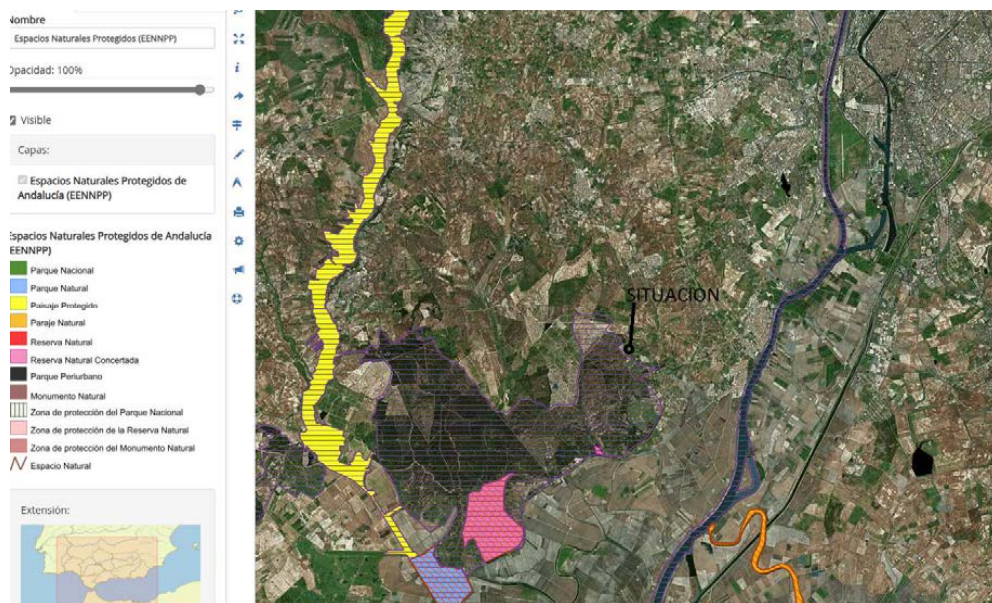 Nombre
Espacios Naturales Protegidos (EENNPP)
Opacidad: 100%
Visible
Capas:
Espacios Naturales Protegidos de
Andalucía (EENNPP)
Espacios Naturales Protegidos de Andalucía
(EENNPP)
Parque Nacional
Parque Natural
Paisaje Protegido
Paraje Natural
Reserva Natural
Reserva Natural Concertada
Parque Periurbano
Monumento Natural
Zona de protección del Parque Nacional
Zona de protección de la Reserva Natural
Zona de protección del Monumento Natural
Espacio Natural
Extensión:
SITUACION